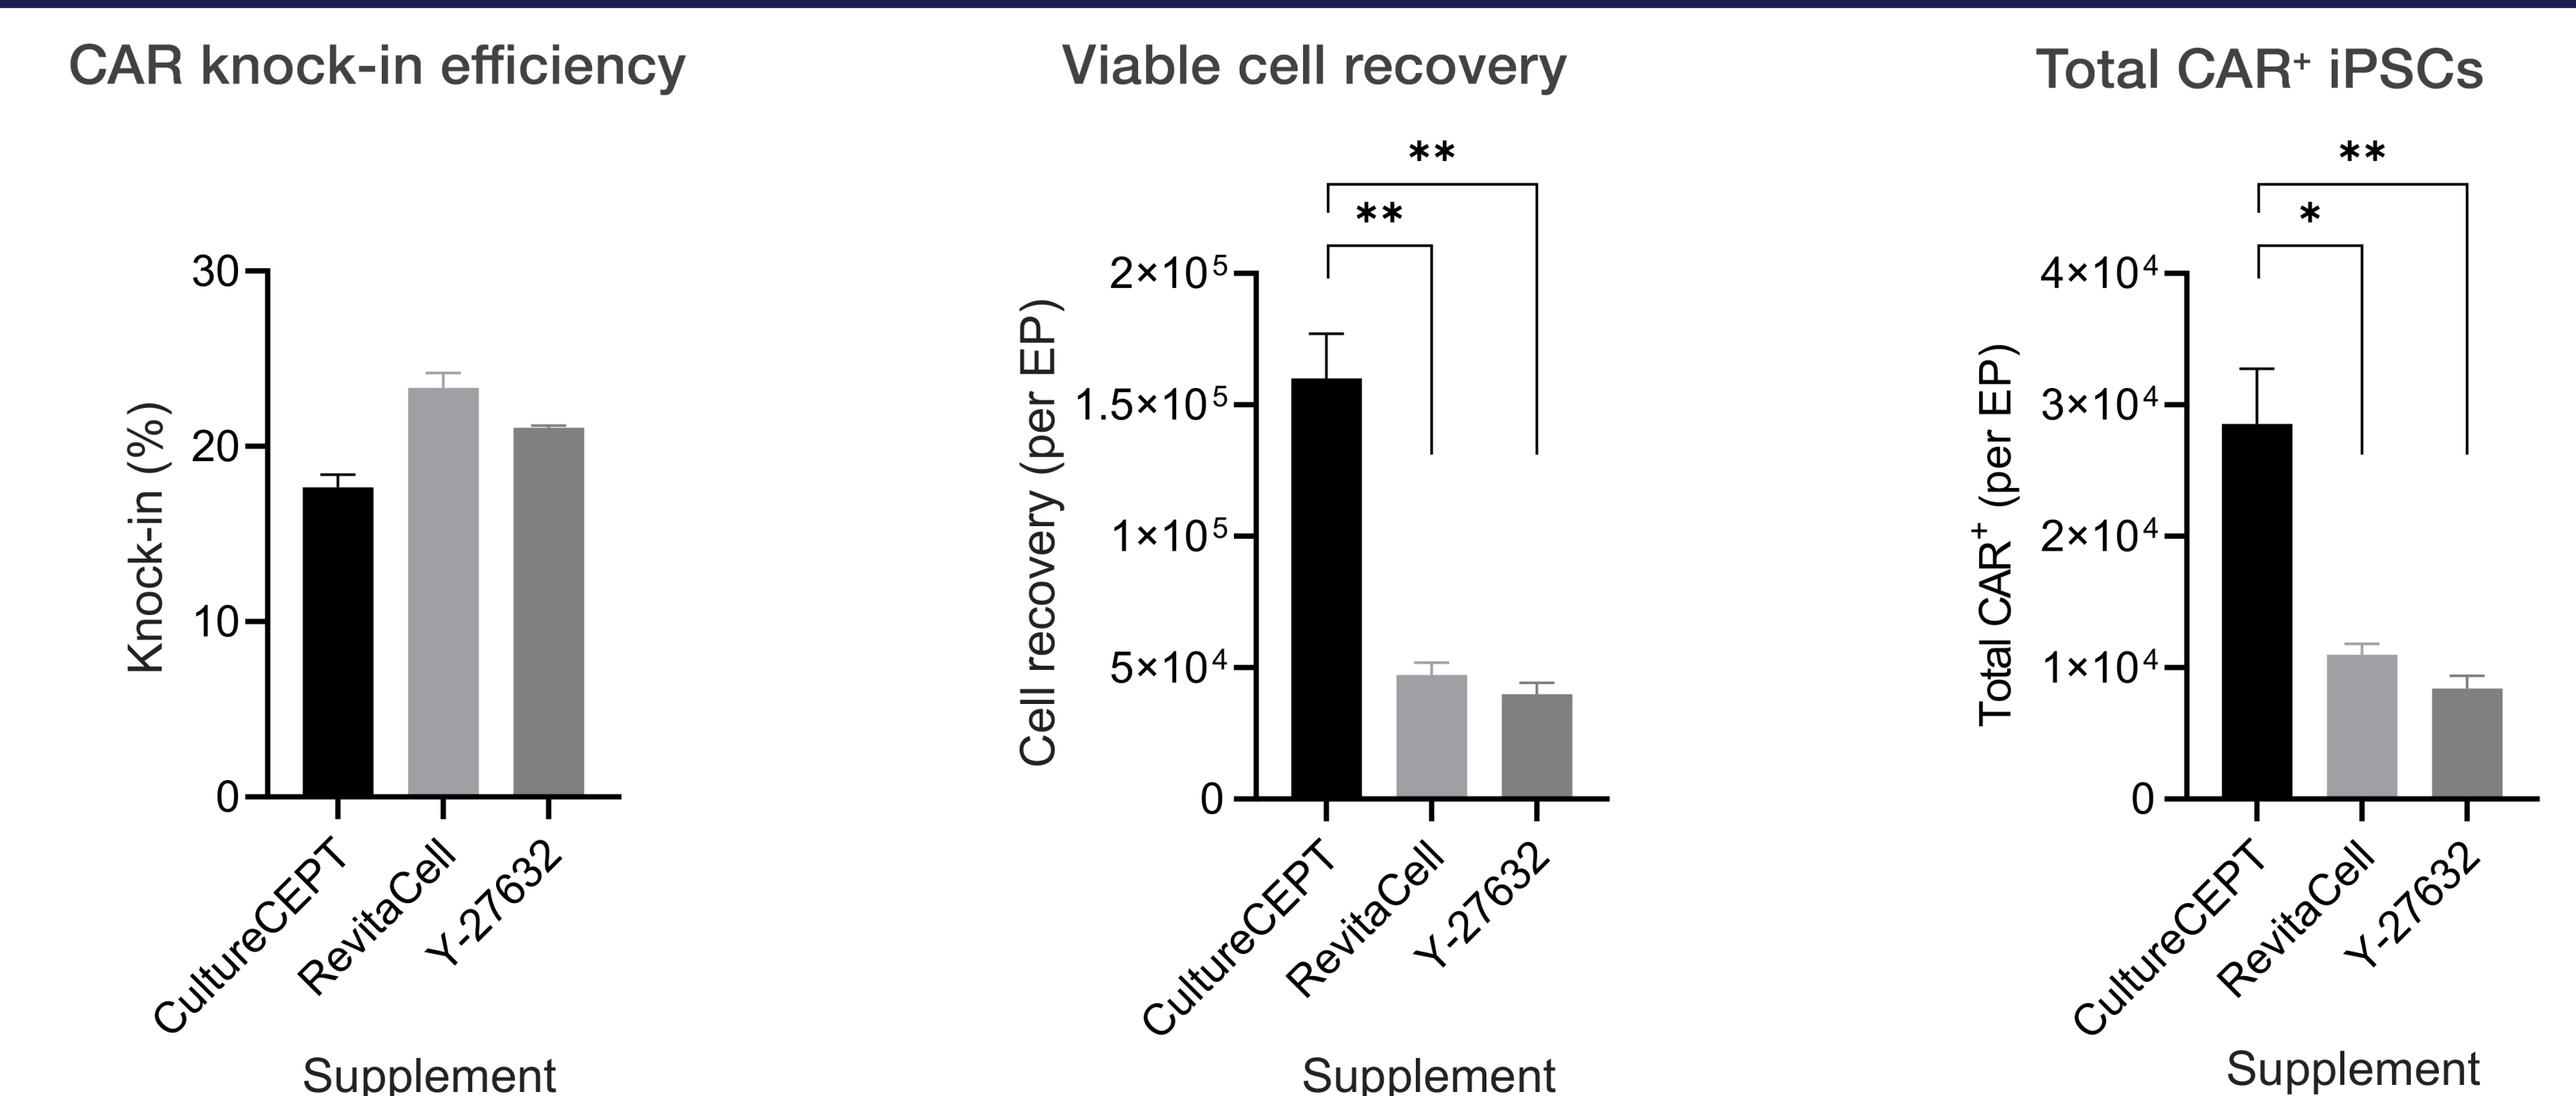 CAR knock-in efficiency
Knock-in (%)
30
20
10
0
CultureCEPT
RevitaCell
Y-27632
Supplement
Viable cell recovery
**
**
Cell recovery (per EP)
2×10⁵
1.5×10⁵
1×10⁵
5×10⁴
0
CultureCEPT
RevitaCell
Y-27632
Supplement
Total CAR⁺ iPSCs
**
*
Total CAR⁺ (per EP)
4×10⁴
3×10⁴
2×10⁴
1×10⁴
0
CultureCEPT
RevitaCell
Y-27632
Supplement